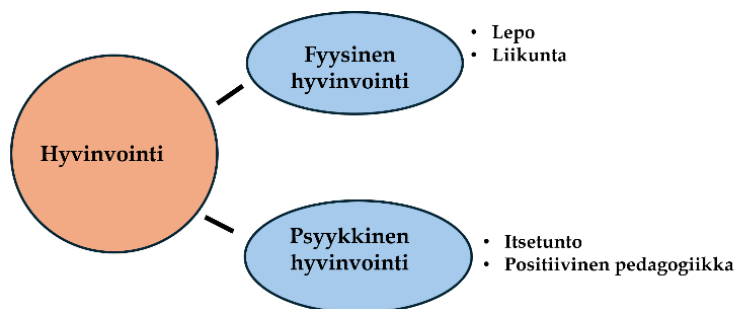 Hyvinvointi
Fyysinen
hyvinvointi
• Lepo
• Liikunta
Psyykkinen
hyvinvointi
• Itsetunto
• Positiivinen pedagogiikka